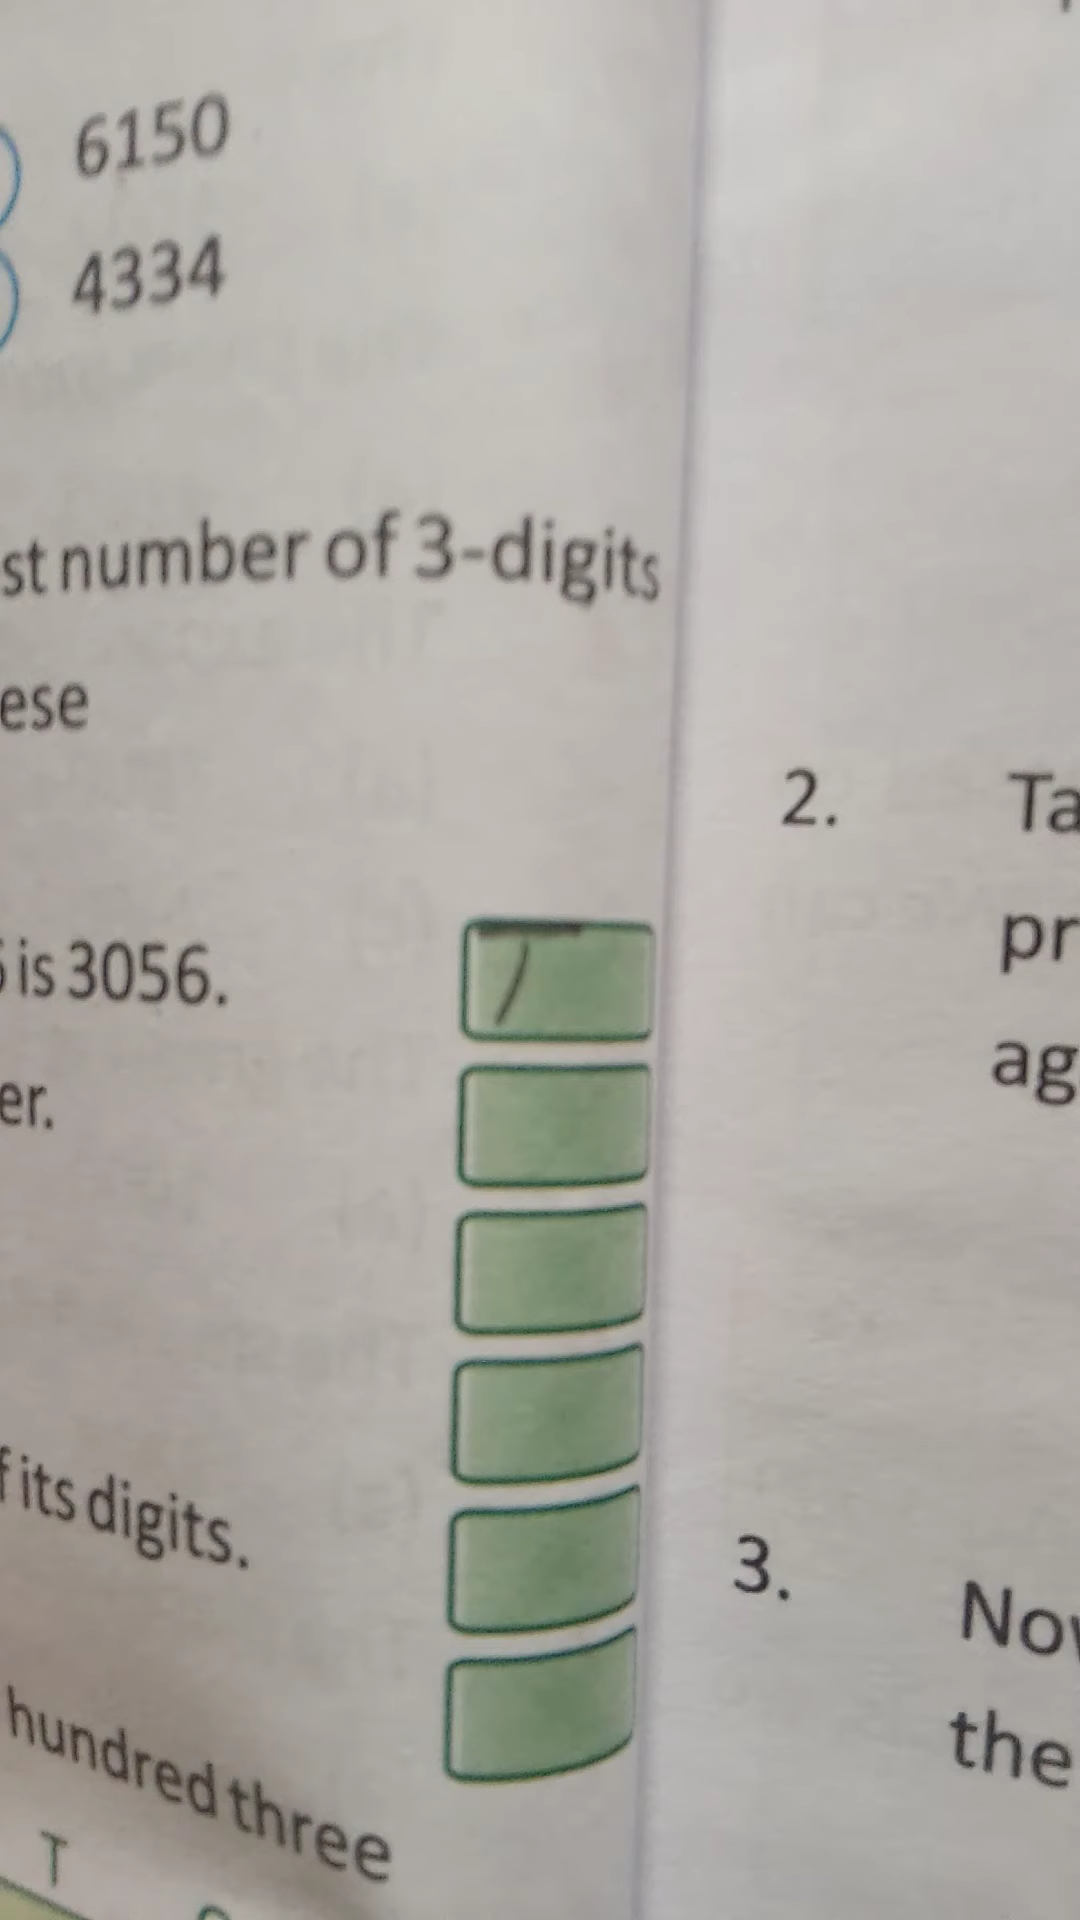 6150
4334
st number of 3-digits
ese
is 3056.
er.
f its digits.
hundred three
T
2. Ta
pr
ag
3. Nov
the